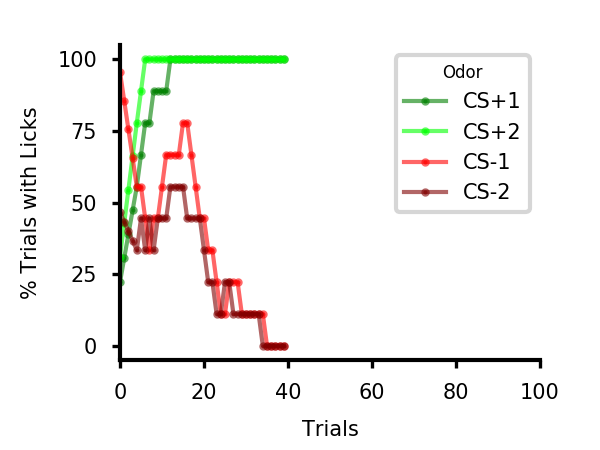 100
75
50
25
0
% Trials with Licks
0 20 40 60 80 100
Trials
Odor
CS+1
CS+2
CS-1
CS-2